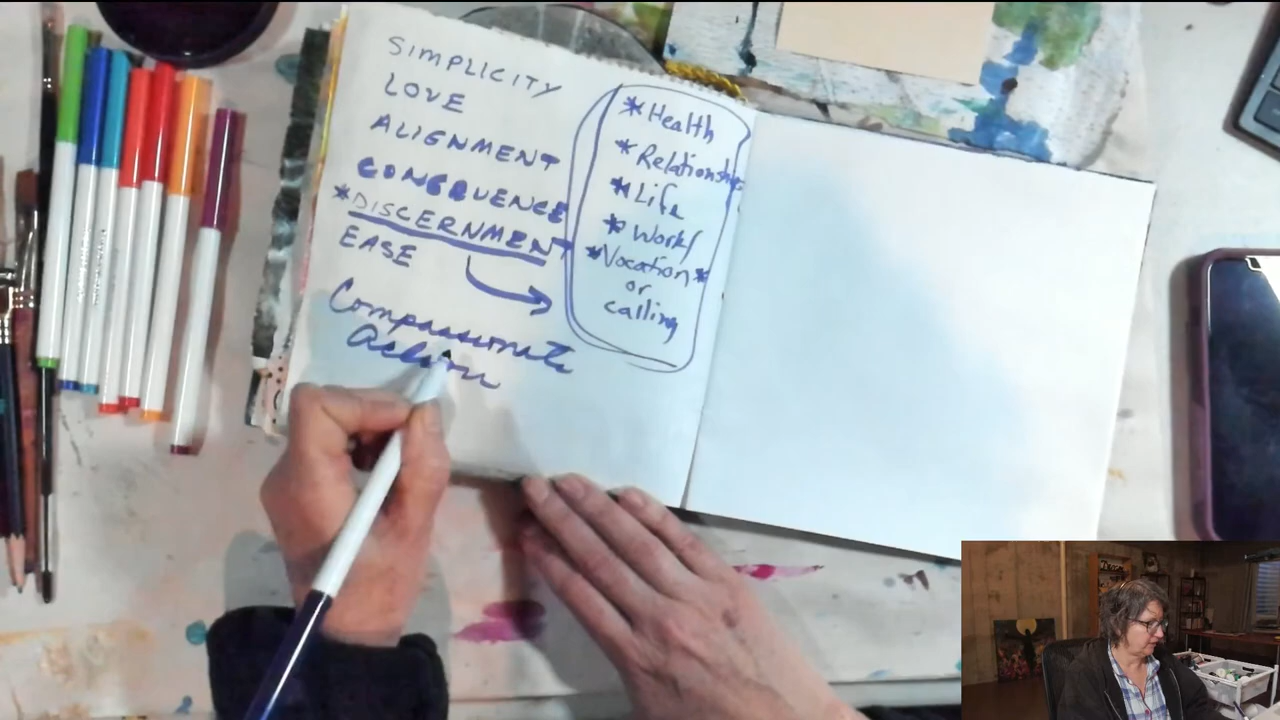 SIMPLICITY
LOVE
ALIGNMENT
CONGRUENCE
*DISCERNMENT
EASE
Compassionate
action
*Health
*Relationships
*Life
*Work/
*Vocation*
or
calling